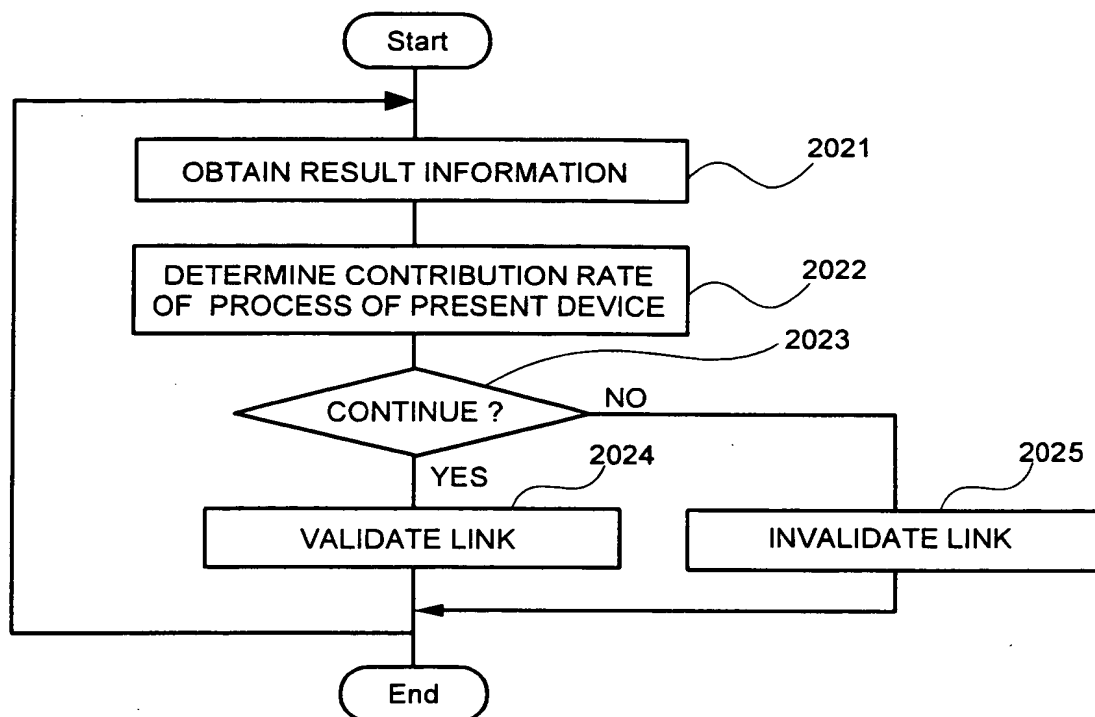 Start
OBTAIN RESULT INFORMATION
2021
DETERMINE CONTRIBUTION RATE
OF PROCESS OF PRESENT DEVICE
2022
2023
CONTINUE ?
NO
YES
2024
2025
VALIDATE LINK
INVALIDATE LINK
End